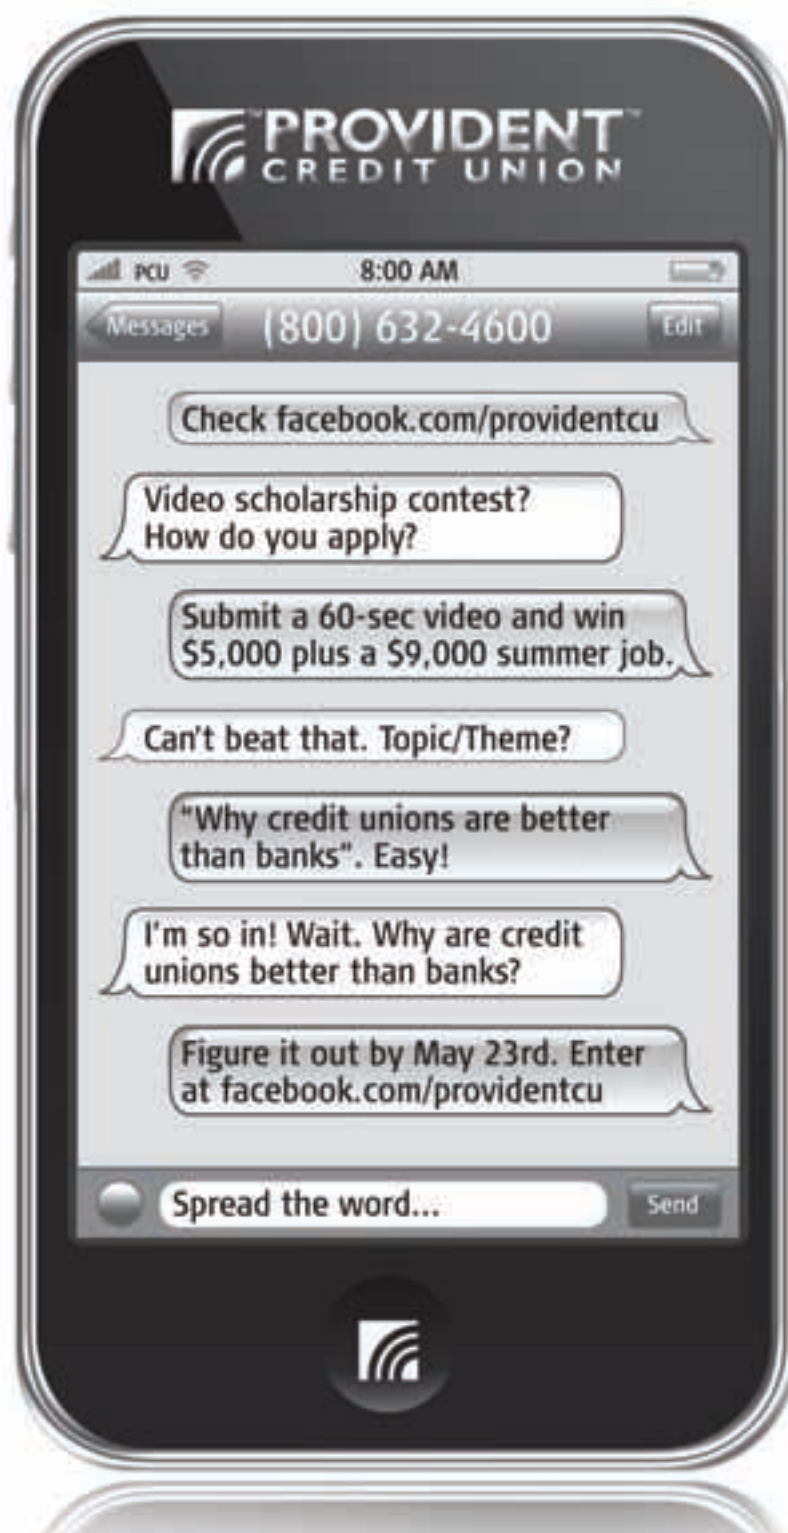 PROVIDENT™
CREDIT UNION
PCU 8:00 AM
Messages (800) 632-4600 Edit
Check facebook.com/providentcu
Video scholarship contest?
How do you apply?
Submit a 60-sec video and win
$5,000 plus a $9,000 summer job.
Can't beat that. Topic/Theme?
"Why credit unions are better
than banks". Easy!
I'm so in! Wait. Why are credit
unions better than banks?
Figure it out by May 23rd. Enter
at facebook.com/providentcu
Spread the word... Send